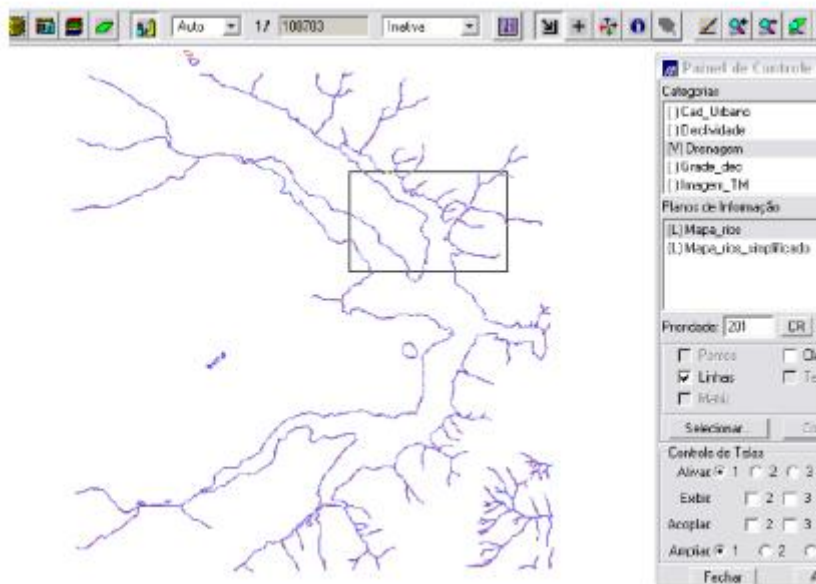 Auto 1/ 100703 Inativa
Painel de Controle
Categorias
( ) Cad_Urbano
( ) Declividade
(V) Drenagem
( ) Grade_dec
( ) Imagem_TM
Planos de Informação
(L) Mapa_rios
(L) Mapa_rios_simplificado
Prioridade: 201 CR
Linhas
Selecionar...
Controle de Telas
Ativar 1 2 3
Exibir 2 3
Acoplar 2 3
Ampliar 1 2
Fechar A